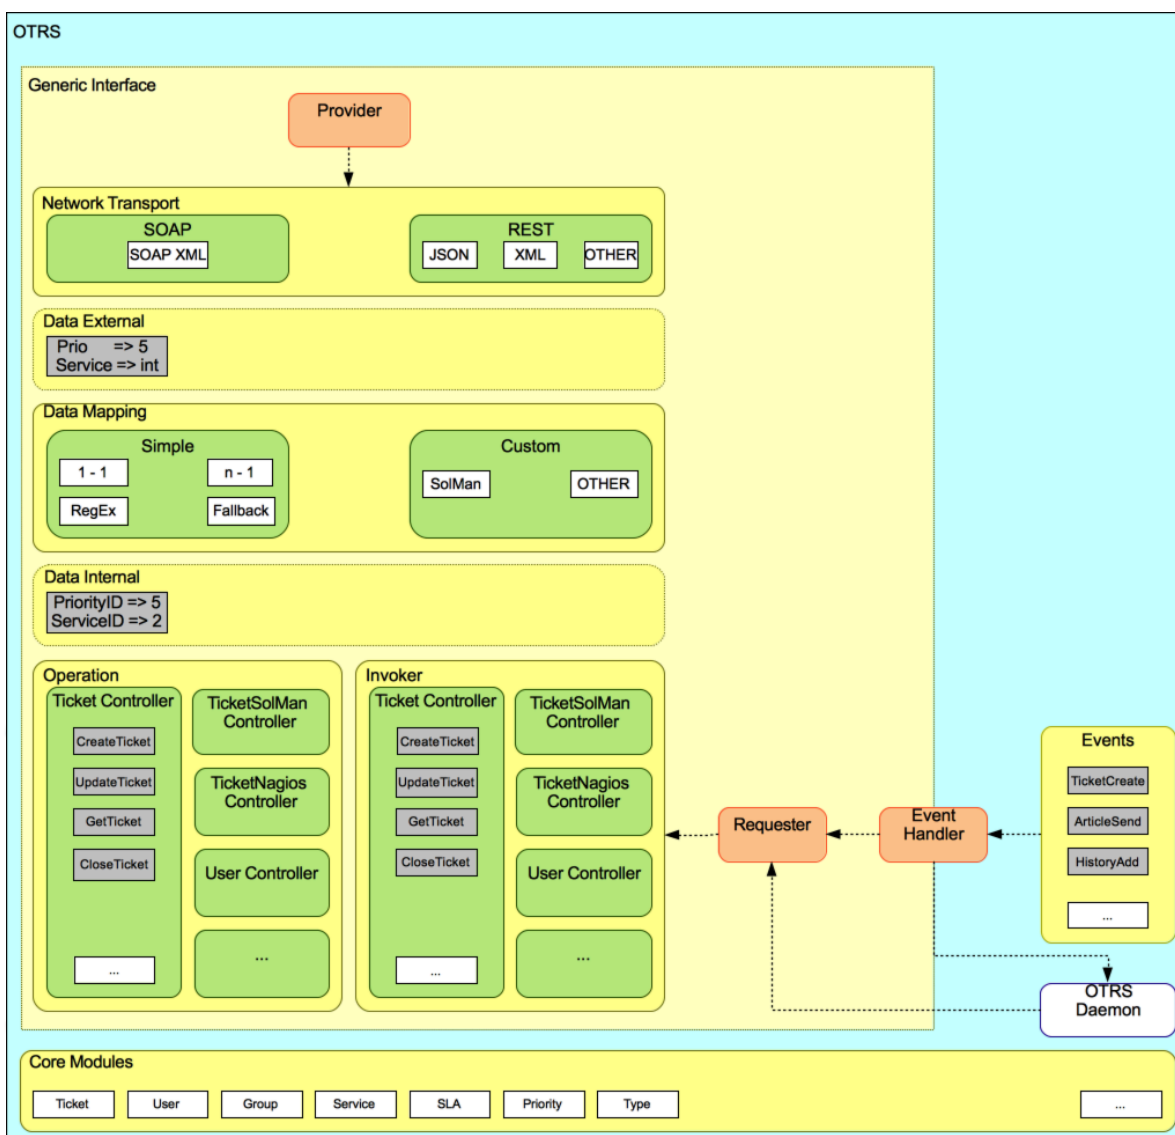 OTRS
Generic Interface
Provider
Network Transport
SOAP
SOAP XML
REST
JSON
XML
OTHER
Data External
Prio => 5
Service => int
Data Mapping
Simple
1 - 1
n - 1
RegEx
Fallback
Custom
SolMan
OTHER
Data Internal
PriorityID => 5
ServiceID => 2
Operation
Ticket Controller
CreateTicket
UpdateTicket
GetTicket
CloseTicket
...
TicketSolMan
Controller
TicketNagios
Controller
User Controller
...
Invoker
Ticket Controller
CreateTicket
UpdateTicket
GetTicket
CloseTicket
...
TicketSolMan
Controller
TicketNagios
Controller
User Controller
...
Requester
Event
Handler
Events
TicketCreate
ArticleSend
HistoryAdd
...
OTRS
Daemon
Core Modules
Ticket
User
Group
Service
SLA
Priority
Type
...